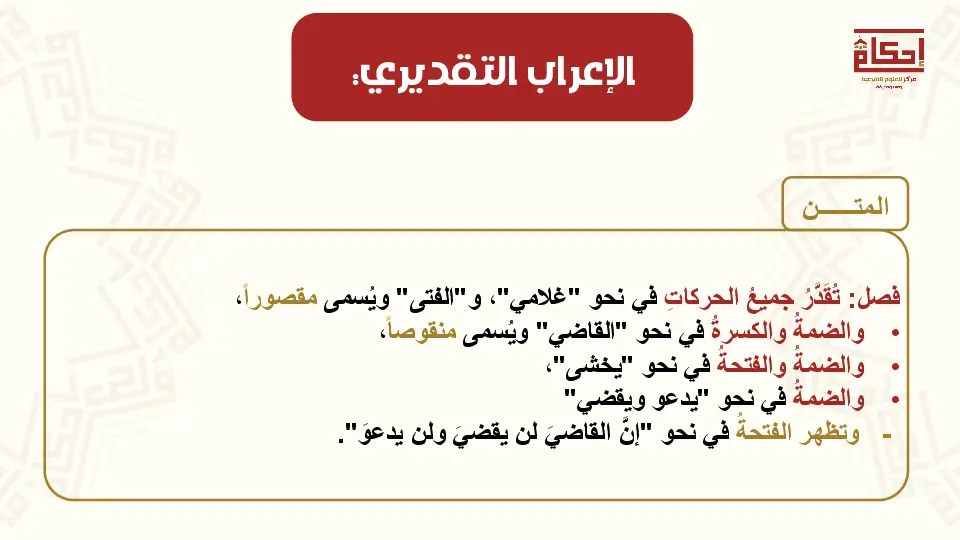 الإعراب التقديري:
إحكام
مركز للعلوم الشرعية
المتـــــن
فصل: تُقَدَّرُ جميعُ الحركاتِ في نحو "غلامي"، و"الفتى" ويُسمى مقصوراً،
• والضمةُ والكسرةُ في نحو "القاضي" ويُسمى منقوصاً،
• والضمةُ والفتحةُ في نحو "يخشى"،
• والضمةُ في نحو "يدعو ويقضي"
- وتظهر الفتحةُ في نحو "إنَّ القاضيَ لن يقضيَ ولن يدعوَ".